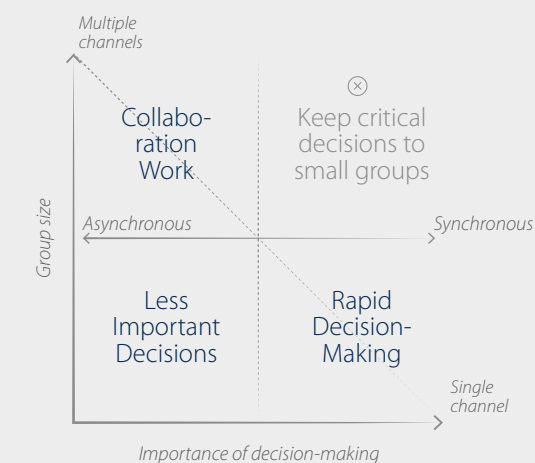 Multiple
channels
Collabo-
ration
Work
Keep critical
decisions to
small groups
Group size
Asynchronous
Synchronous
Less
Important
Decisions
Rapid
Decision-
Making
Single
channel
Importance of decision-making